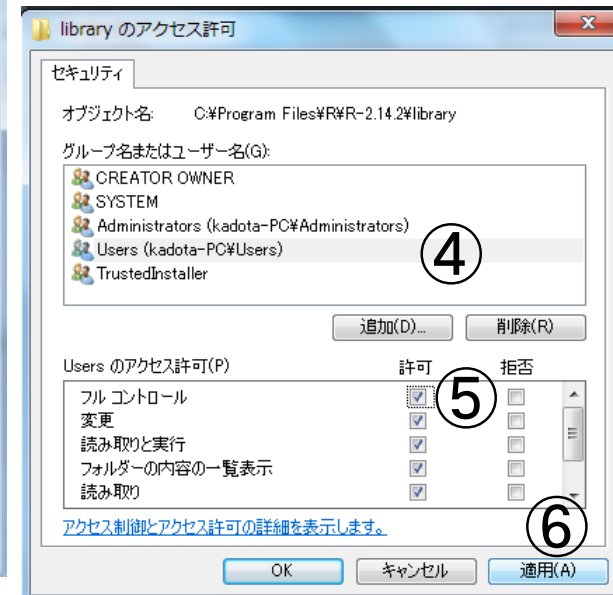 library のアクセス許可
セキュリティ
オブジェクト名: C:¥Program Files¥R¥R-2.14.2¥library
グループ名またはユーザー名(G):
CREATOR OWNER
SYSTEM
Administrators (kadota-PC¥Administrators)
Users (kadota-PC¥Users)
④
TrustedInstaller
追加(D)... 削除(R)
Users のアクセス許可(P) 許可 拒否
フル コントロール
⑤
変更
読み取りと実行
フォルダーの内容の一覧表示
読み取り
アクセス制御とアクセス許可の詳細を表示します。
⑥
OK キャンセル 適用(A)